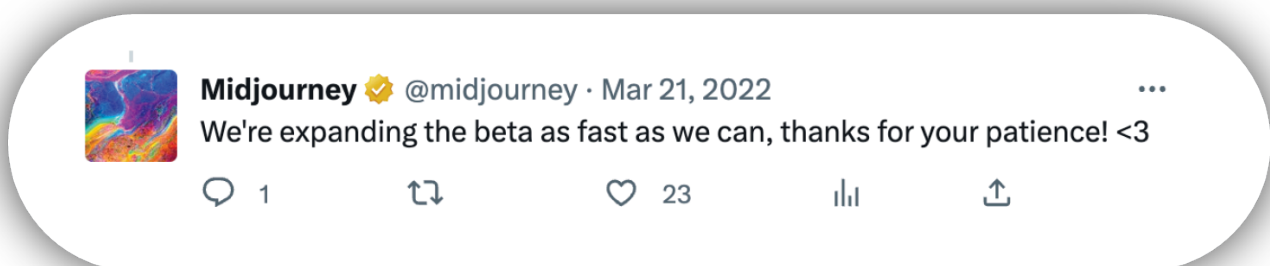 Midjourney @midjourney · Mar 21, 2022
We're expanding the beta as fast as we can, thanks for your patience! <3
1 23